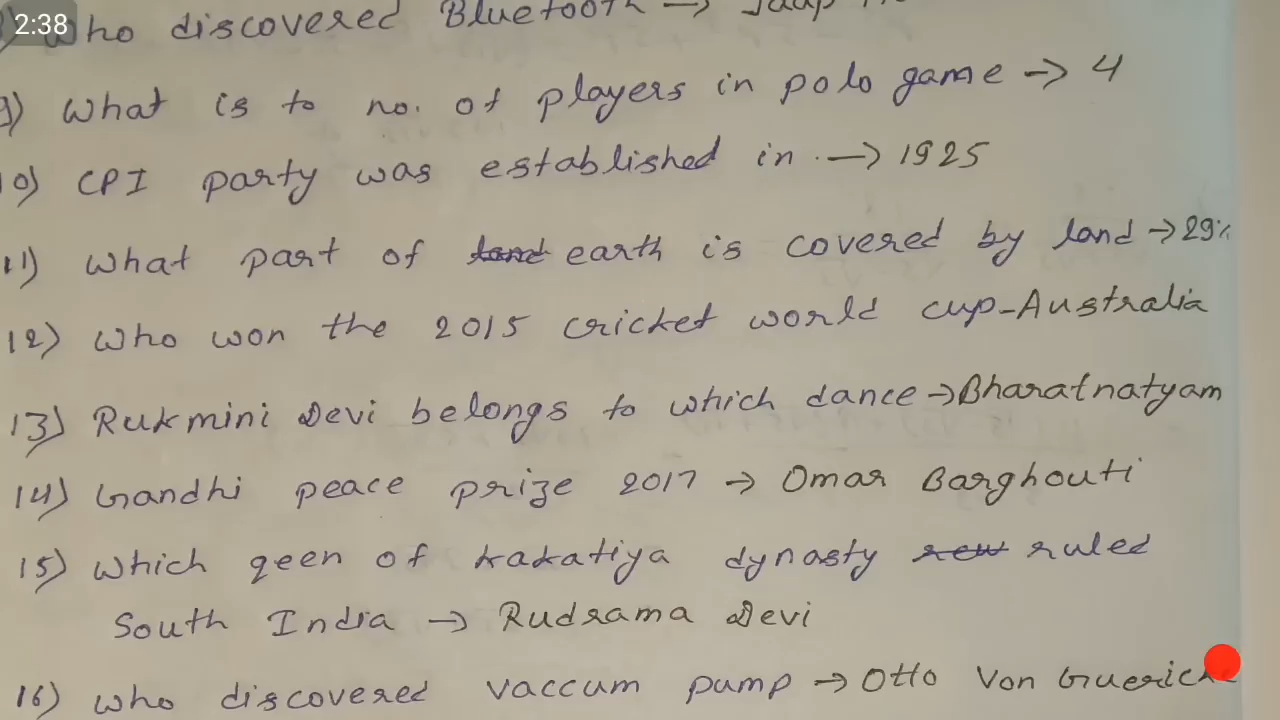 2:38
Who discovered Bluetooth → Jaap
9) What is to no. of players in polo game → 4
10) CPI party was established in . → 1925
11) What part of land earth is covered by land → 29%
12) Who won the 2015 cricket world cup - Australia
13) Rukmini Devi belongs to which dance → Bharatnatyam
14) Gandhi peace prize 2017 → Omar Barghouti
15) Which qeen of kakatiya dynasty rew ruled
South India → Rudrama Devi
16) Who discovered vaccum pump → Otto Von Guericke